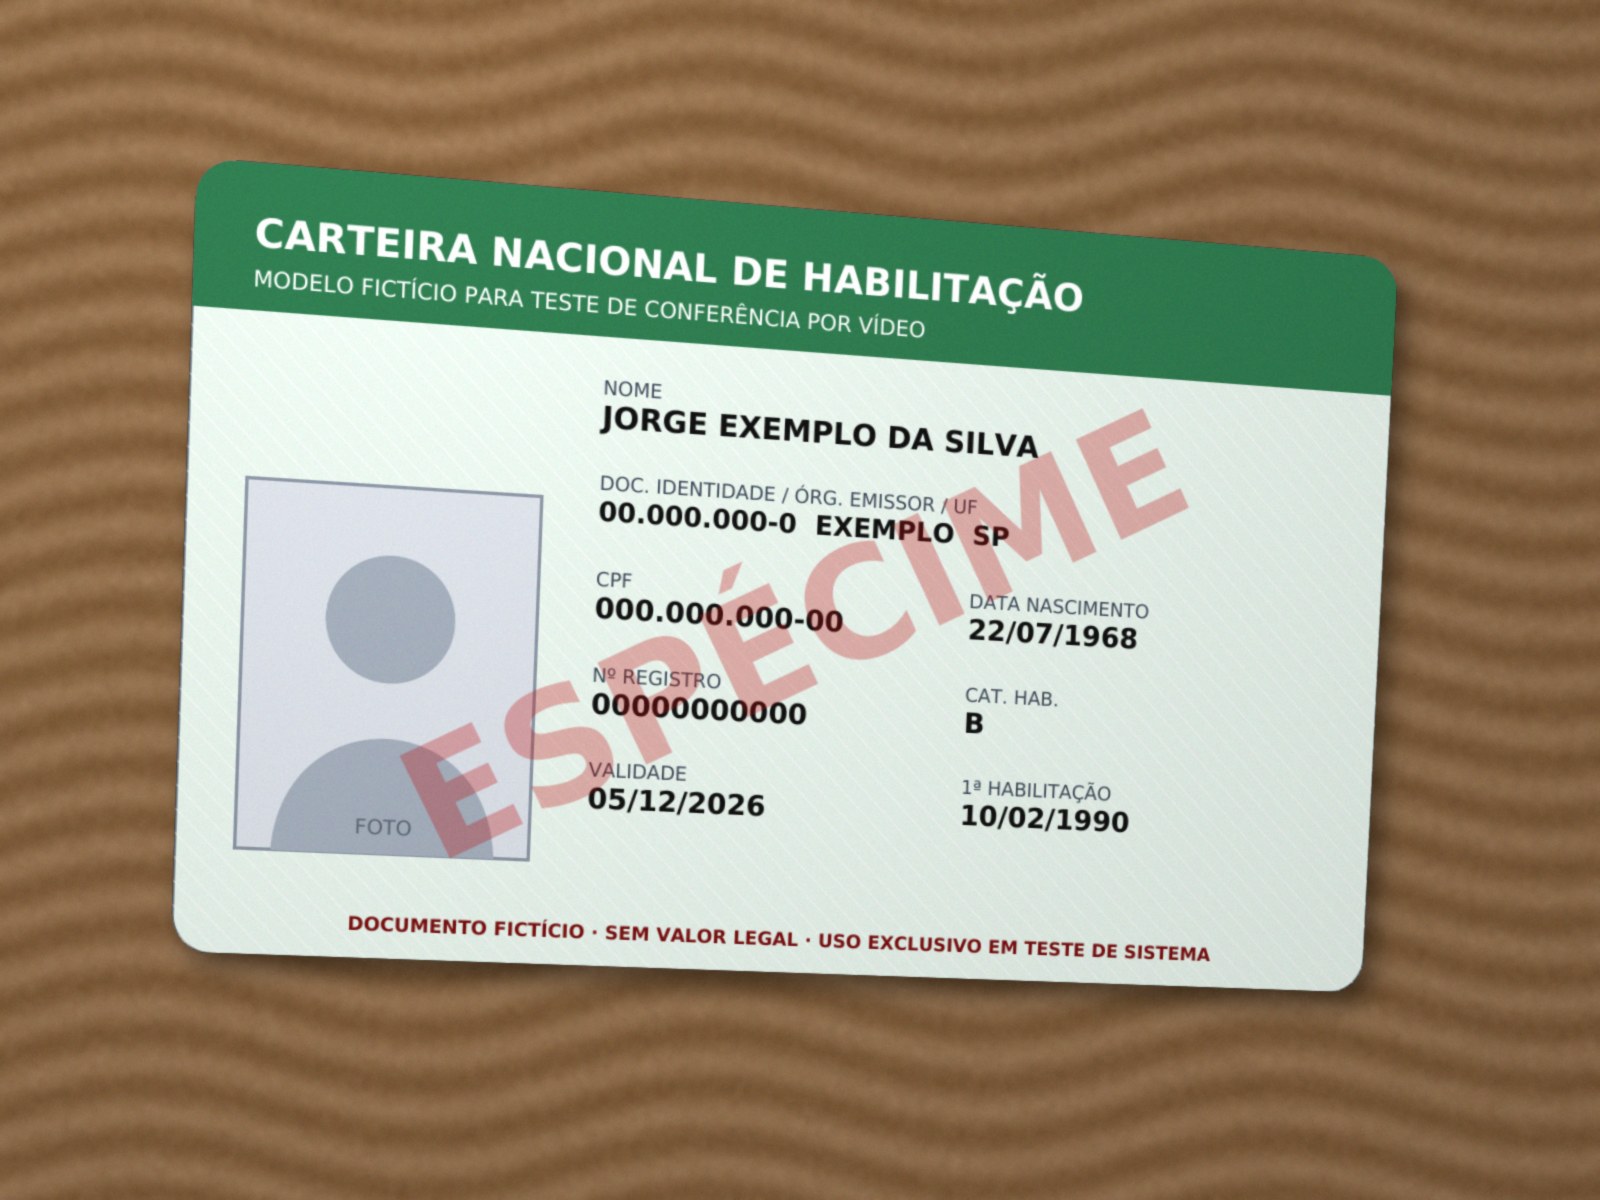 CARTEIRA NACIONAL DE HABILITAÇÃO
MODELO FICTÍCIO PARA TESTE DE CONFERÊNCIA POR VÍDEO
NOME
JORGE EXEMPLO DA SILVA
DOC. IDENTIDADE / ÓRG. EMISSOR / UF
00.000.000-0 EXEMPLO SP
CPF
000.000.000-00
DATA NASCIMENTO
22/07/1968
Nº REGISTRO
00000000000
CAT. HAB.
B
VALIDADE
05/12/2026
1ª HABILITAÇÃO
10/02/1990
FOTO
ESPÉCIME
DOCUMENTO FICTÍCIO · SEM VALOR LEGAL · USO EXCLUSIVO EM TESTE DE SISTEMA